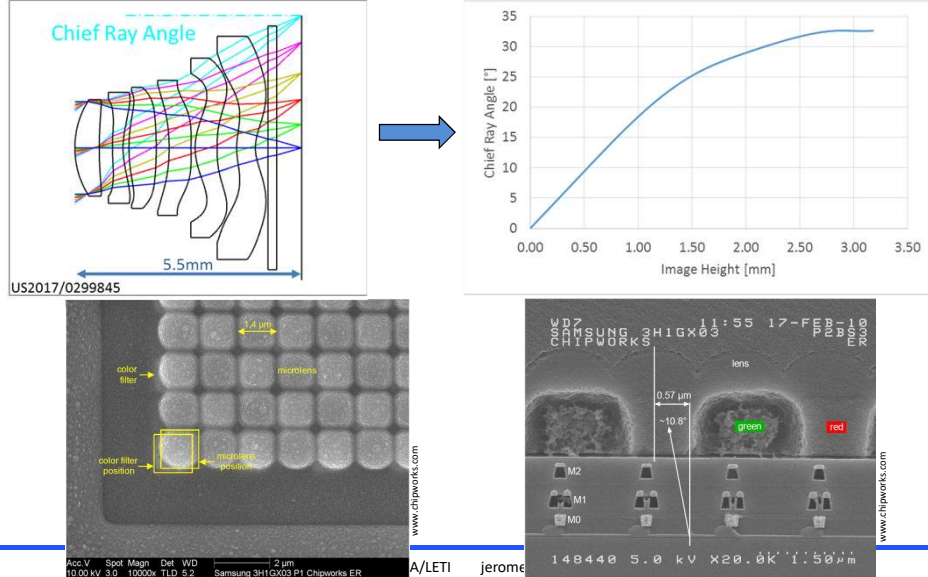 Chief Ray Angle
5.5mm
US2017/0299845
Chief Ray Angle [°]
35
30
25
20
15
10
5
0
0.00 0.50 1.00 1.50 2.00 2.50 3.00 3.50
Image Height [mm]
1,4 µm
color
filter
microlens
color filter
position
microlens
position
Acc.V Spot Magn Det WD 2 µm
10.00 kV 3.0 10000x TLD 5.2 Samsung 3H1GX03 P1 Chipworks ER
www.chipworks.com
WD7 11:55 17-FEB-10
SAMSUNG 3H1GX03 P2BS3
CHIPWORKS ER
lens
0.57 µm
~10.8°
green
red
M2
M1
M0
148440 5.0 kV X20.0K 1.50µm
www.chipworks.com
A/LETI jerome